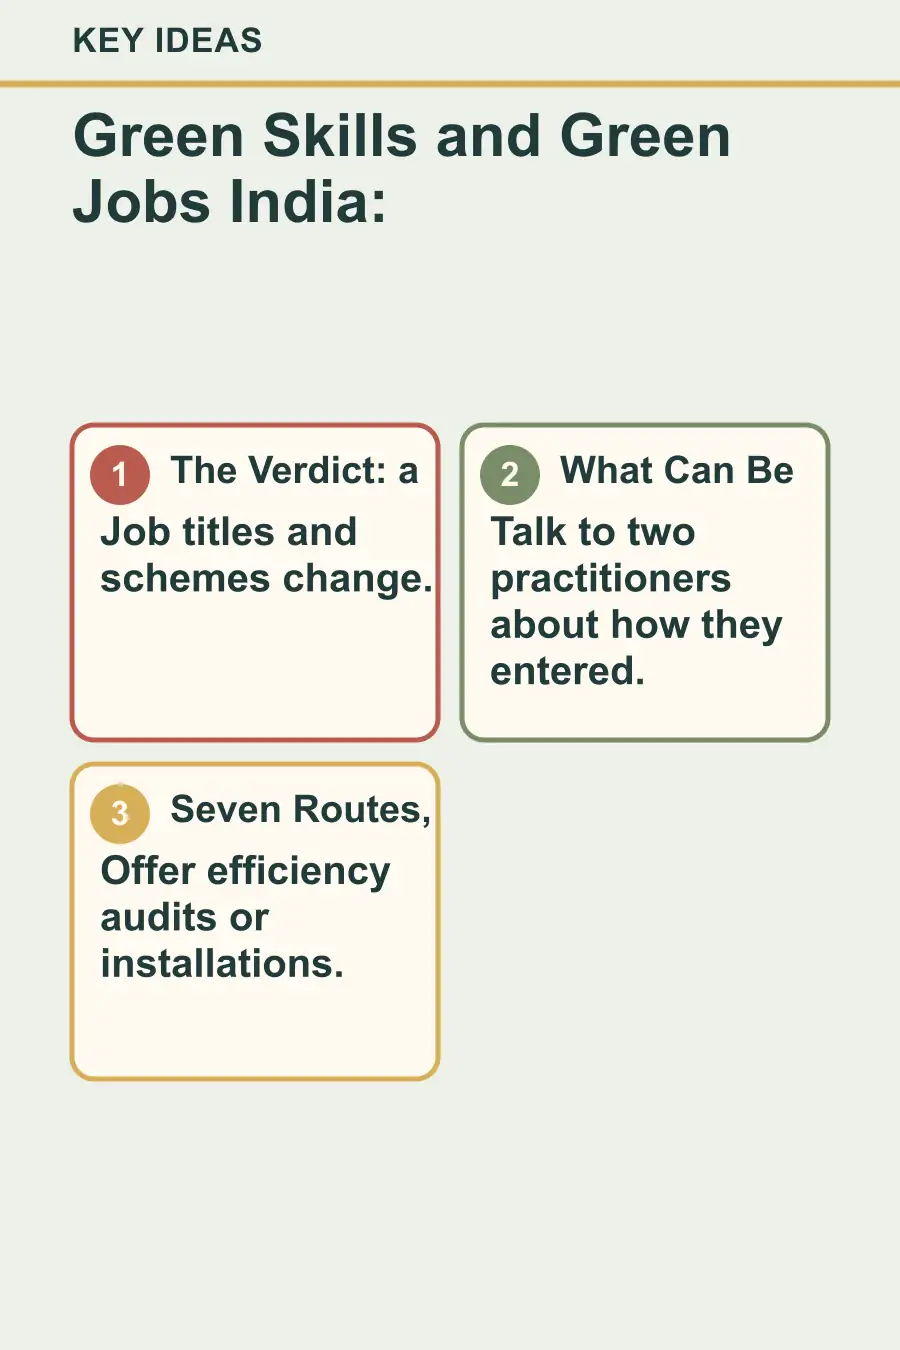 KEY IDEAS
Green Skills and Green
Jobs India:
1 The Verdict: a
Job titles and
schemes change.
2 What Can Be
Talk to two
practitioners
about how they
entered.
3 Seven Routes,
Offer efficiency
audits or
installations.